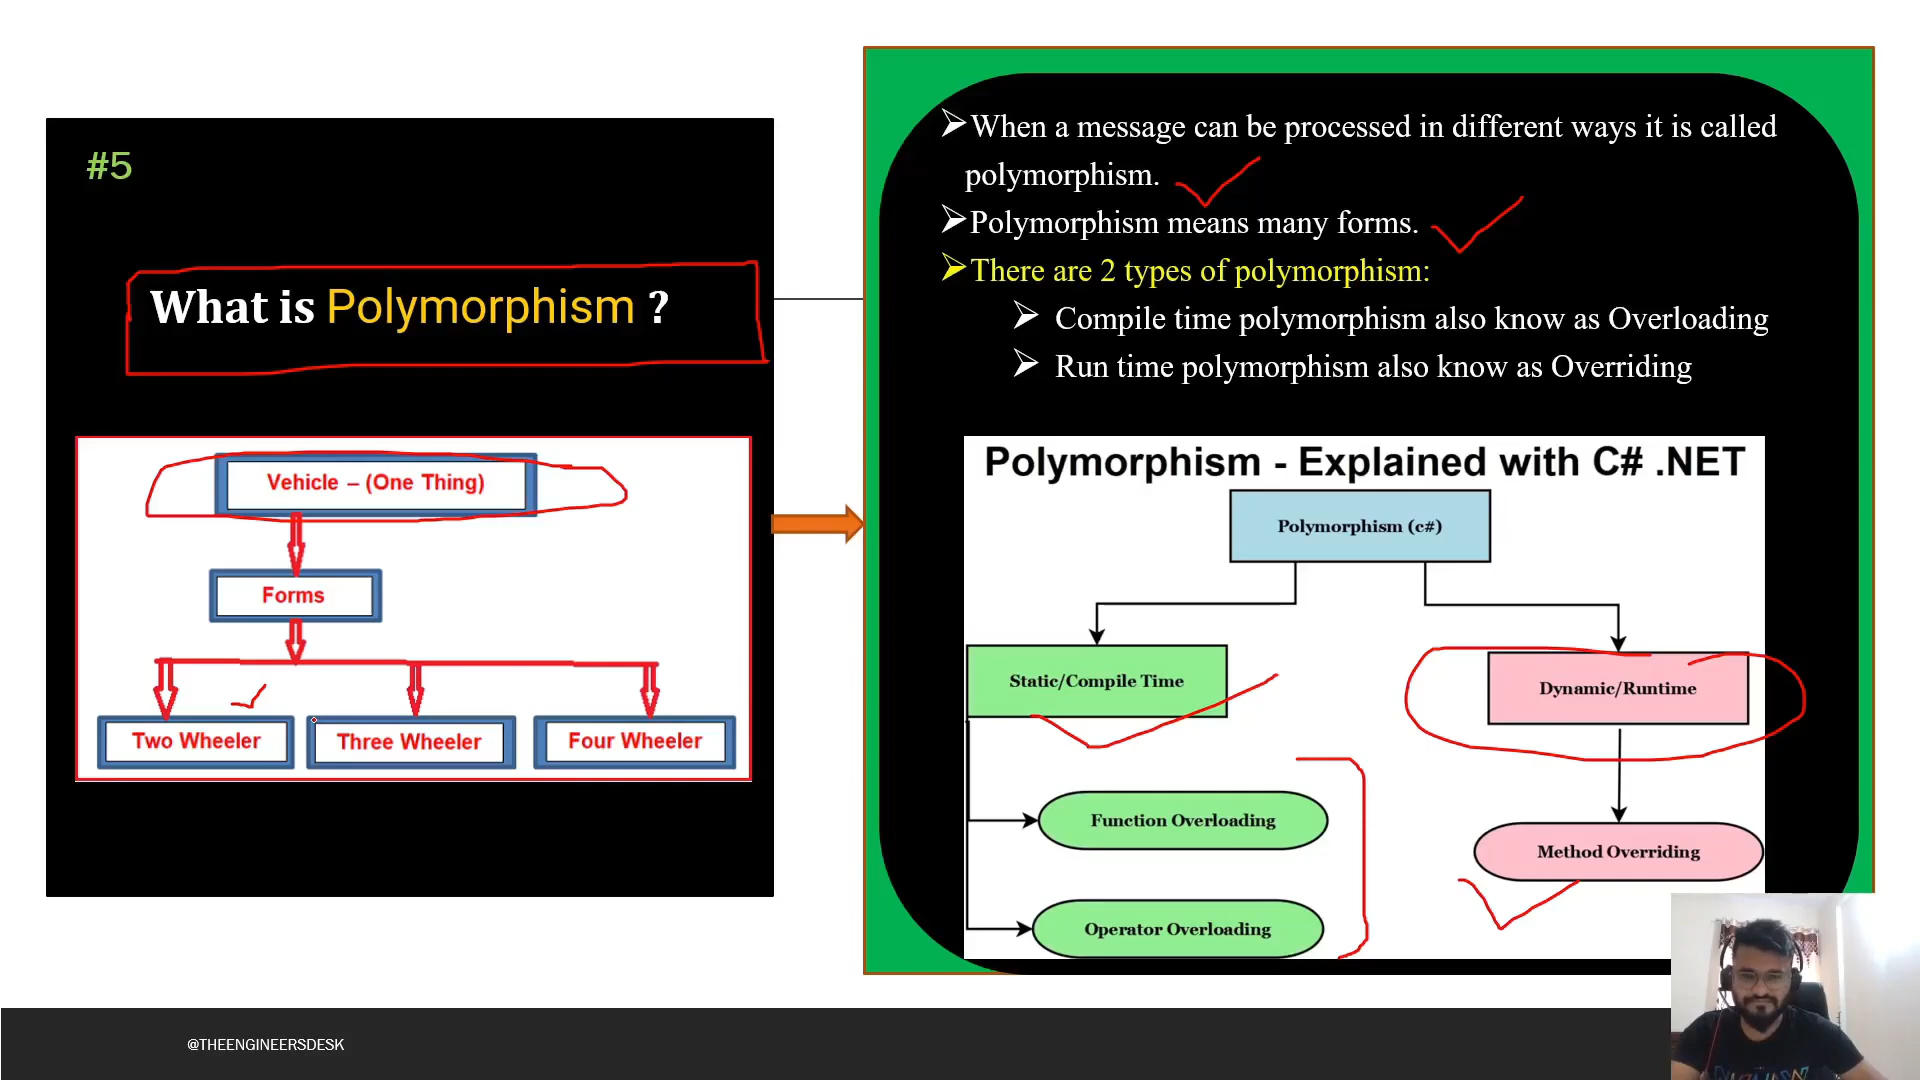 #5
What is Polymorphism ?
Vehicle – (One Thing)
Forms
Two Wheeler
Three Wheeler
Four Wheeler
When a message can be processed in different ways it is called
polymorphism.
Polymorphism means many forms.
There are 2 types of polymorphism:
Compile time polymorphism also know as Overloading
Run time polymorphism also know as Overriding
Polymorphism - Explained with C# .NET
Polymorphism (c#)
Static/Compile Time
Dynamic/Runtime
Function Overloading
Method Overriding
Operator Overloading
@THEENGINEERSDESK